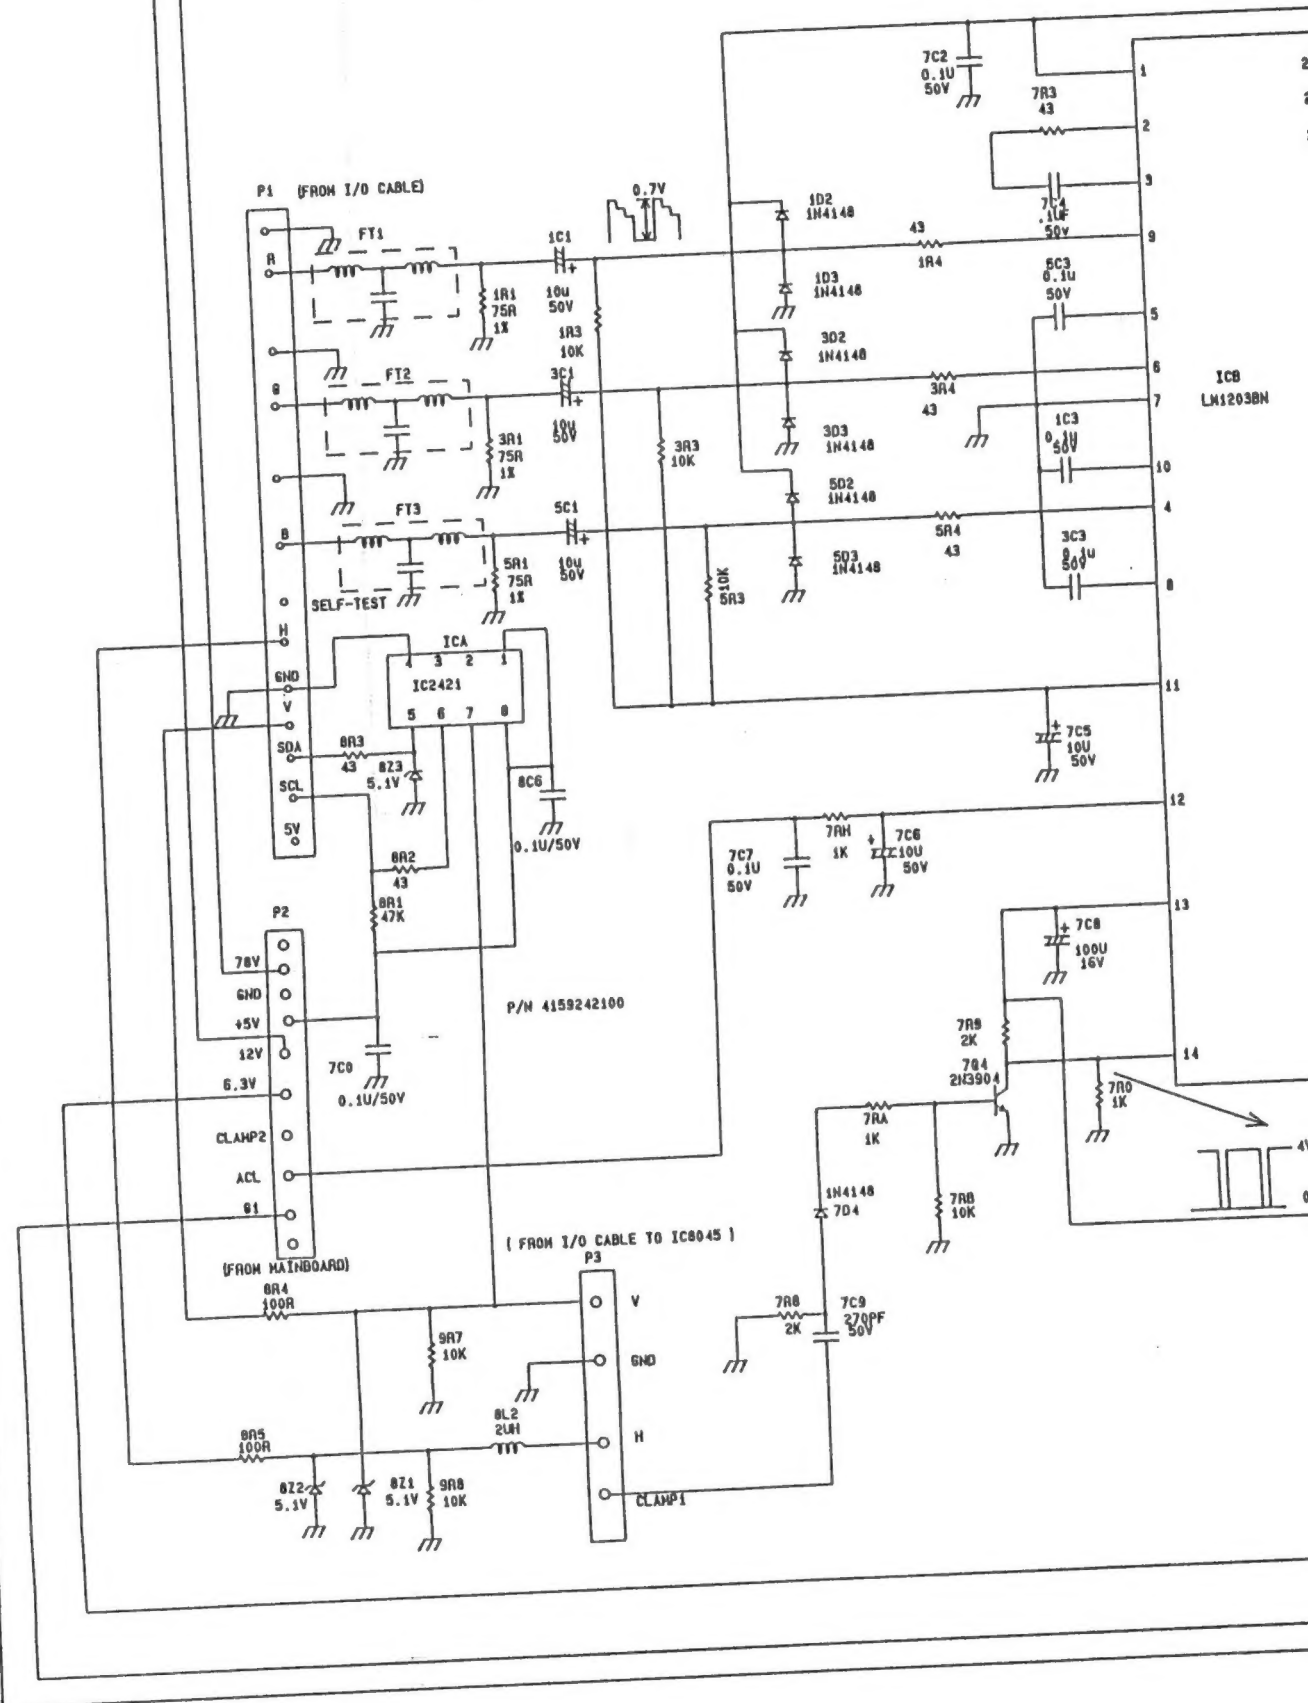 7C2
0.1U
50V
1
7R3
43
2
3
7C4
.1UF
50V
P1 (FROM I/O CABLE)
0.7V
1D2
1N4148
43
1R4
9
R
FT1
1C1
10U
50V
1R1
75R
1%
1R3
10K
1D3
1N4148
6C3
0.1U
50V
5
3D2
1N4148
FT2
3C1
10U
50V
3R4
43
6
ICB
LM1203BN
7
3R1
75R
1%
3R3
10K
3D3
1N4148
1C3
0.1U
50V
10
5D2
1N4148
FT3
5C1
10U
50V
5R4
43
4
B
5R1
75R
1%
10K
5R3
5D3
1N4148
3C3
0.1U
50V
8
SELF-TEST
H
ICA
4 3 2 1
IC2421
5 6 7 8
GND
V
SDA
8R3
43
8Z3
5.1V
8C6
0.1U/50V
11
7C5
10U
50V
SCL
5V
8R2
43
8R1
47K
12
7RH
1K
7C7
0.1U
50V
7C6
10U
50V
13
7C8
100U
16V
P2
78V
GND
+5V
12V
6.3V
CLAMP2
ACL
G1
(FROM MAINBOARD)
7C0
0.1U/50V
P/N 4159242100
7R9
2K
7Q4
2N3904
14
7R0
1K
7RA
1K
1N4148
7D4
7RB
10K
( FROM I/O CABLE TO IC8045 )
P3
V
GND
H
CLAMP1
8R4
100R
9R7
10K
7R8
2K
7C9
270PF
50V
8L2
2UH
8R5
100R
8Z2
5.1V
8Z1
5.1V
9R8
10K